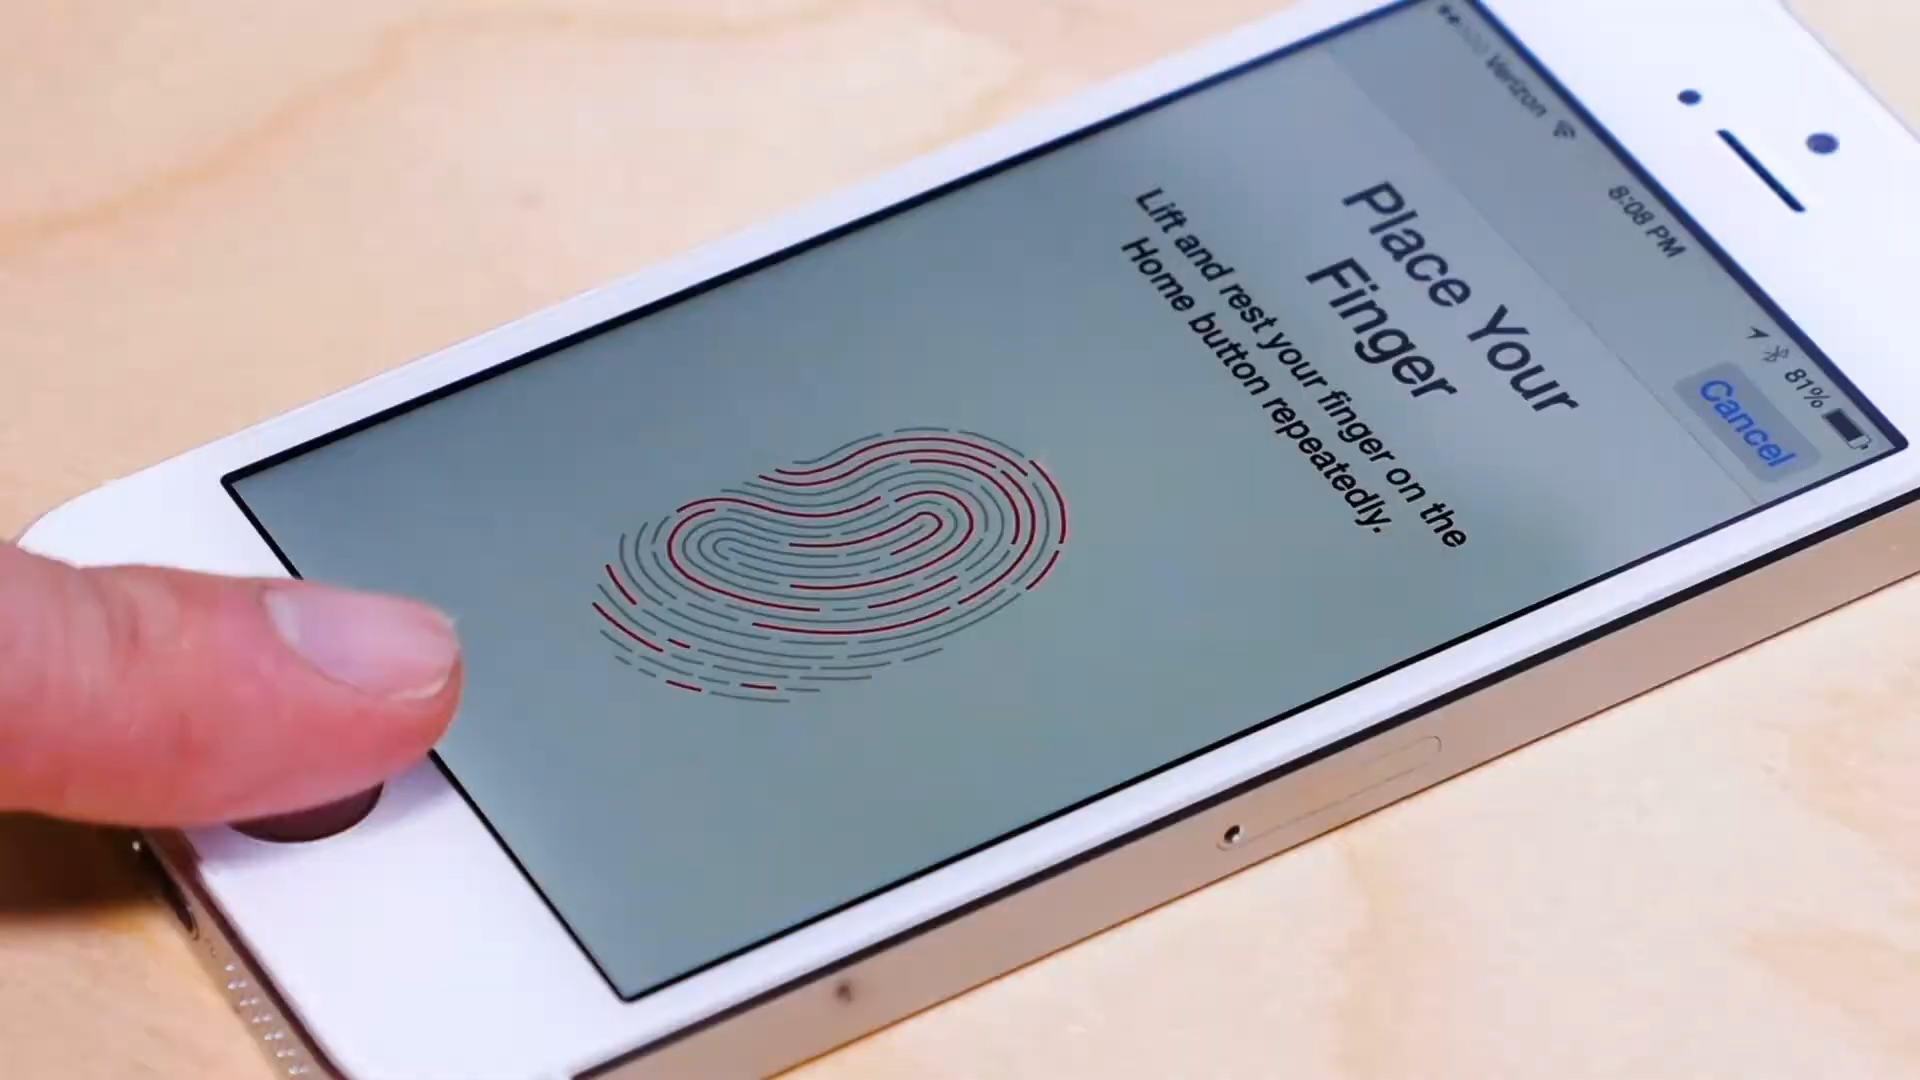 Verizon 8:08 PM 81%
Cancel
Place Your
Finger
Lift and rest your finger on the
Home button repeatedly.